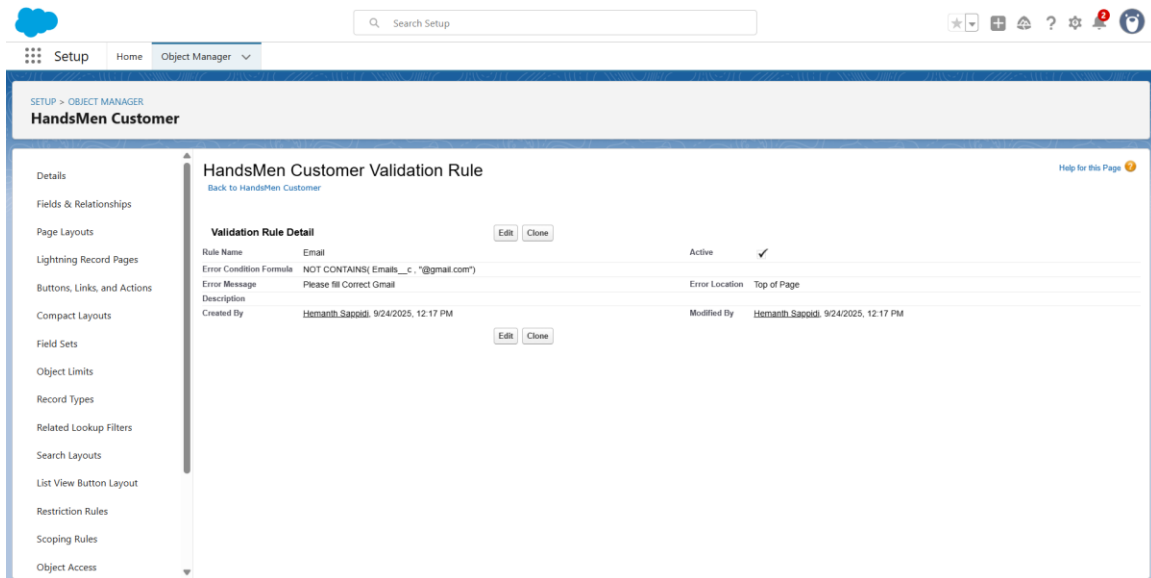 Search Setup
2
Setup Home Object Manager
SETUP > OBJECT MANAGER
HandsMen Customer
Details
Fields & Relationships
Page Layouts
Lightning Record Pages
Buttons, Links, and Actions
Compact Layouts
Field Sets
Object Limits
Record Types
Related Lookup Filters
Search Layouts
List View Button Layout
Restriction Rules
Scoping Rules
Object Access
HandsMen Customer Validation Rule
Help for this Page ?
Back to HandsMen Customer
Validation Rule Detail Edit Clone
Rule Name Email Active ✓
Error Condition Formula NOT CONTAINS( Emails__c , "@gmail.com")
Error Message Please fill Correct Gmail Error Location Top of Page
Description
Created By Hemanth Sappidi, 9/24/2025, 12:17 PM Modified By Hemanth Sappidi, 9/24/2025, 12:17 PM
Edit Clone